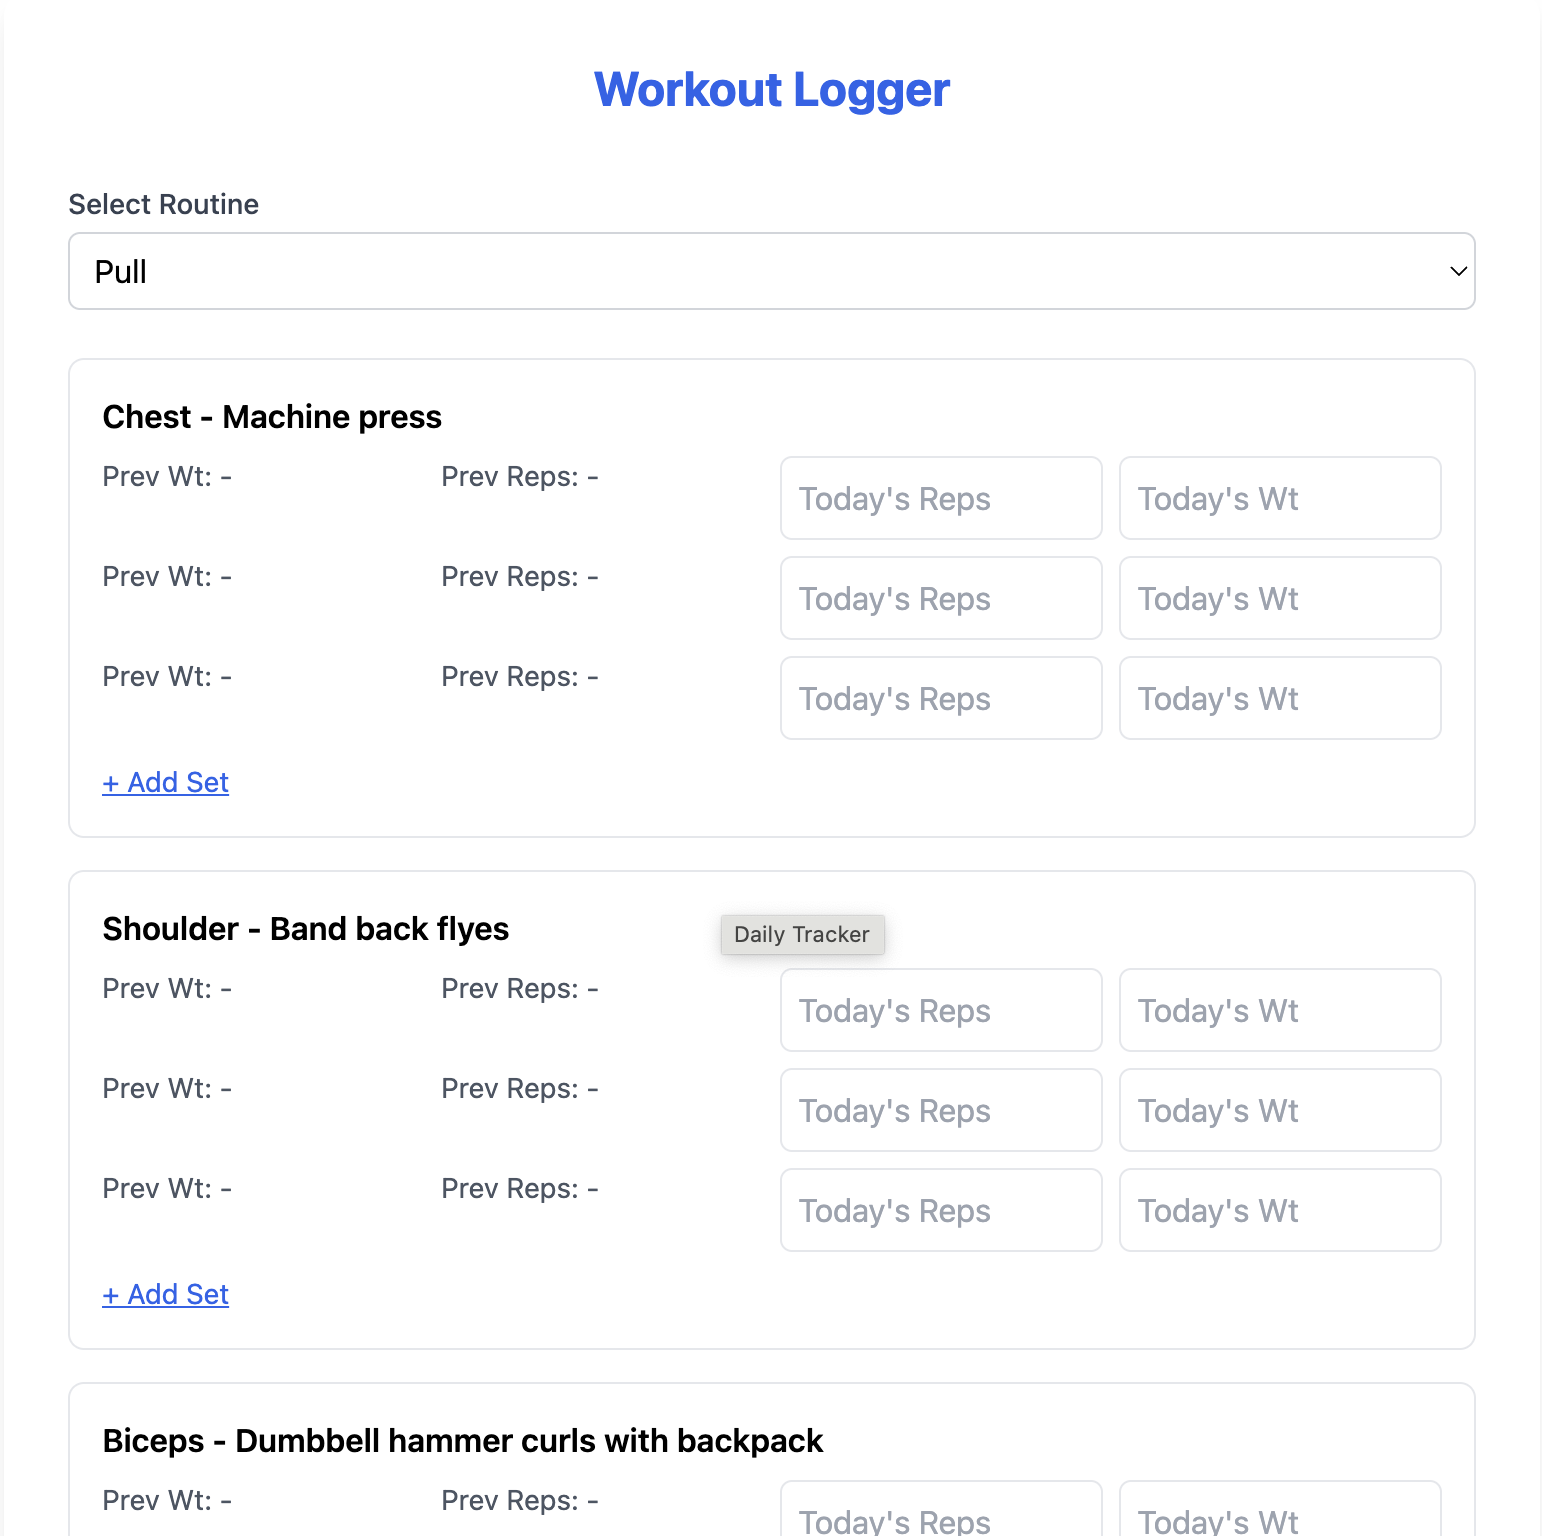 Workout Logger
Select Routine
Pull
Chest - Machine press
Prev Wt: - Prev Reps: - Today's Reps Today's Wt
Prev Wt: - Prev Reps: - Today's Reps Today's Wt
Prev Wt: - Prev Reps: - Today's Reps Today's Wt
+ Add Set
Shoulder - Band back flyes Daily Tracker
Prev Wt: - Prev Reps: - Today's Reps Today's Wt
Prev Wt: - Prev Reps: - Today's Reps Today's Wt
Prev Wt: - Prev Reps: - Today's Reps Today's Wt
+ Add Set
Biceps - Dumbbell hammer curls with backpack
Prev Wt: - Prev Reps: - Today's Reps Today's Wt